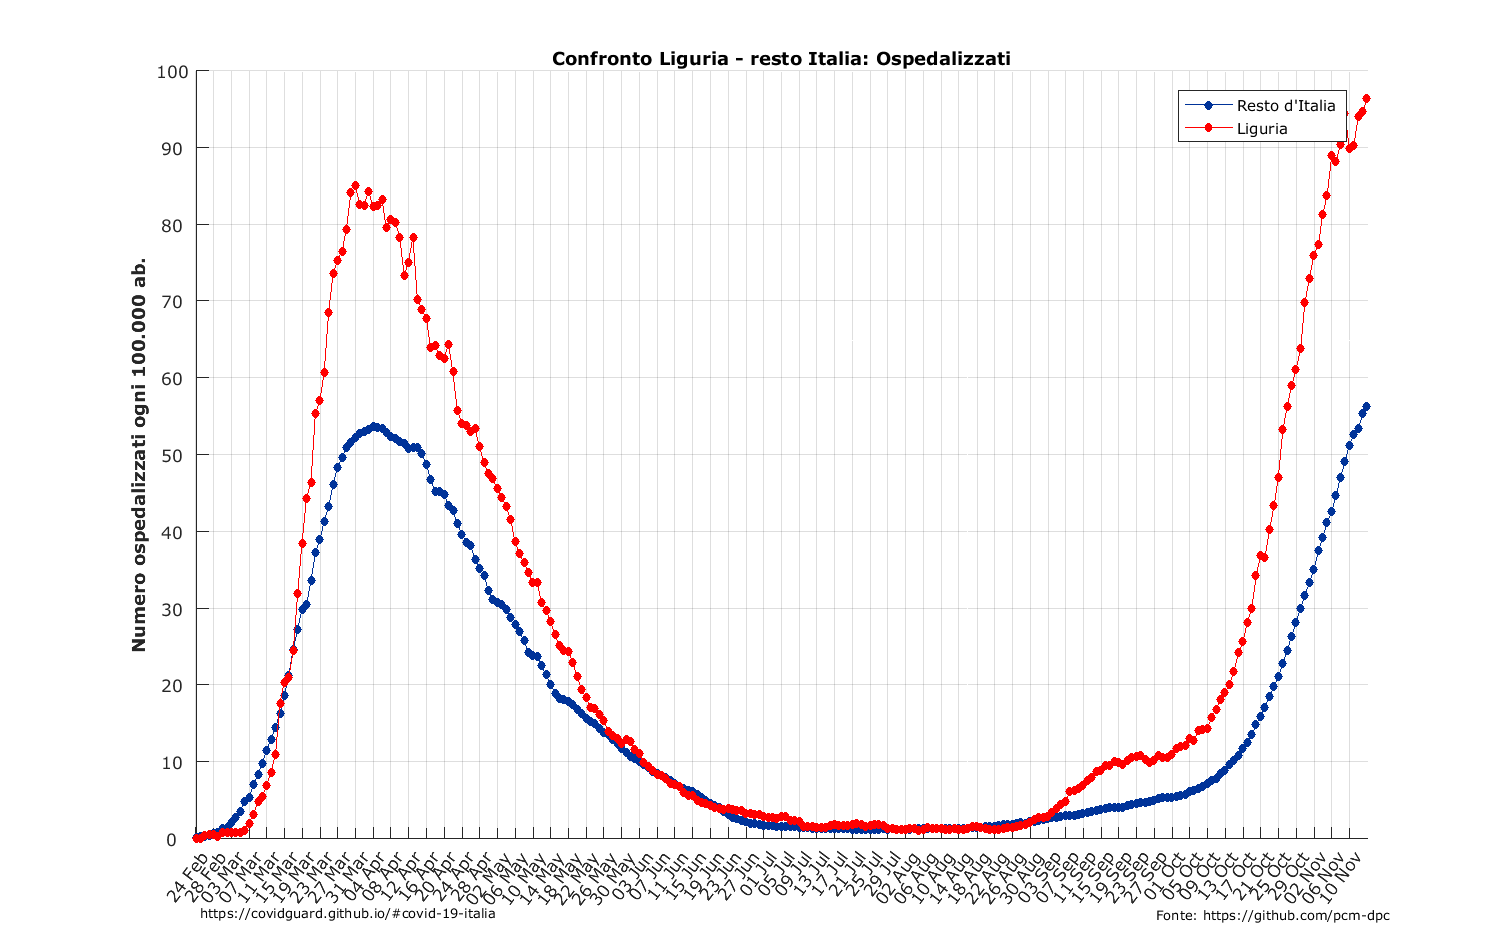 Confronto Liguria - resto Italia: Ospedalizzati
Numero ospedalizzati ogni 100.000 ab.
100
90
80
70
60
50
40
30
20
10
0
Resto d'Italia
Liguria
24 Feb
28 Feb
03 Mar
07 Mar
11 Mar
15 Mar
19 Mar
23 Mar
27 Mar
31 Mar
04 Apr
08 Apr
12 Apr
16 Apr
20 Apr
24 Apr
28 Apr
02 May
06 May
10 May
14 May
18 May
22 May
26 May
30 May
03 Jun
07 Jun
11 Jun
15 Jun
19 Jun
23 Jun
27 Jun
01 Jul
05 Jul
09 Jul
13 Jul
17 Jul
21 Jul
25 Jul
29 Jul
02 Aug
06 Aug
10 Aug
14 Aug
18 Aug
22 Aug
26 Aug
30 Aug
03 Sep
07 Sep
11 Sep
15 Sep
19 Sep
23 Sep
27 Sep
01 Oct
05 Oct
09 Oct
13 Oct
17 Oct
21 Oct
25 Oct
29 Oct
02 Nov
06 Nov
10 Nov
https://covidguard.github.io/#covid-19-italia
Fonte: https://github.com/pcm-dpc